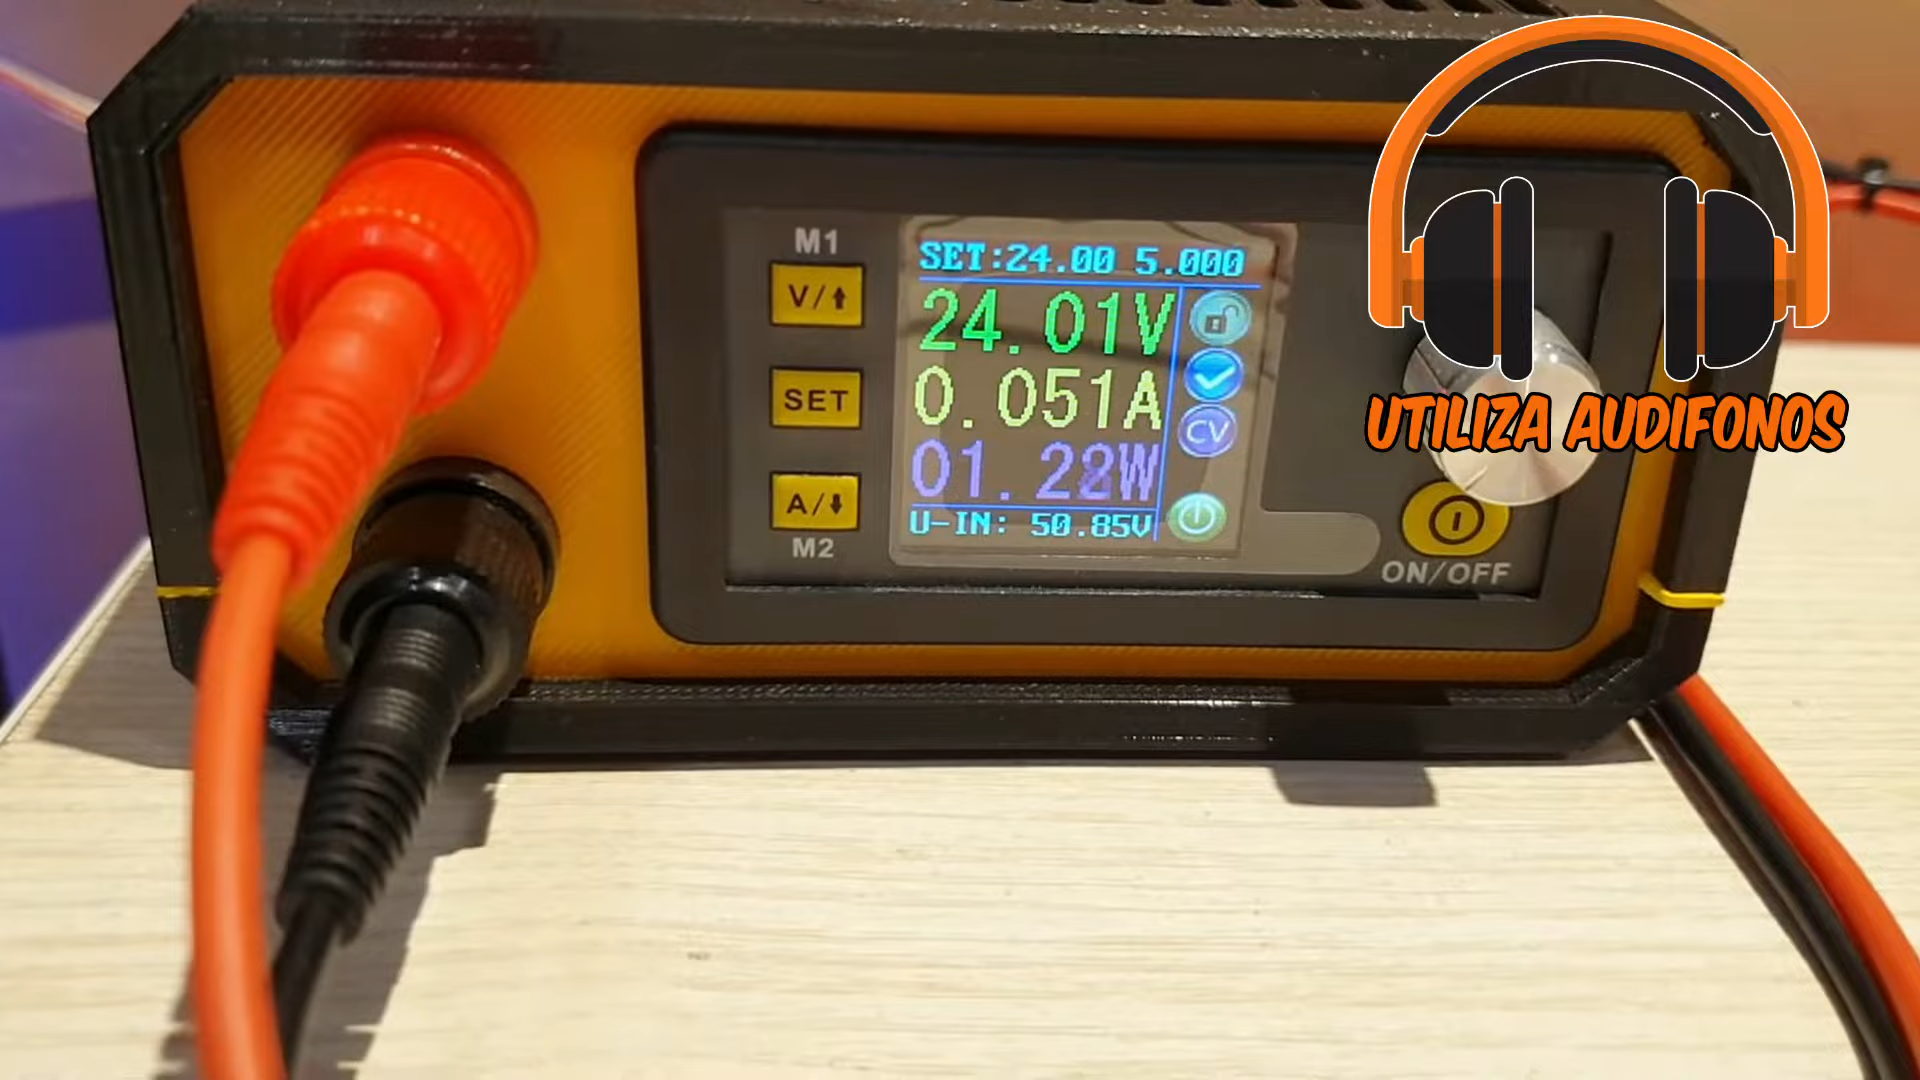 M1
V/⬆
SET
A/⬇
M2
SET:24.00 5.000
24.01V
0.051A
01.28W
U-IN: 50.85V
CV
ON/OFF
UTILIZA AUDIFONOS